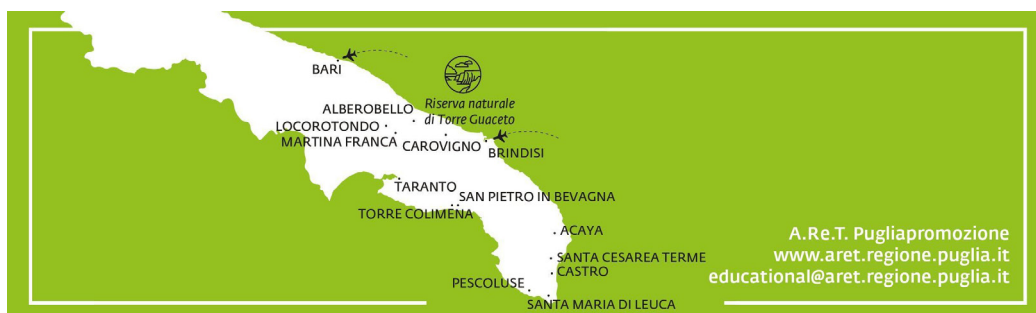 BARI
Riserva naturale
di Torre Guaceto
ALBEROBELLO
LOCOROTONDO
MARTINA FRANCA
CAROVIGNO
BRINDISI
TARANTO
SAN PIETRO IN BEVAGNA
TORRE COLIMENA
ACAYA
SANTA CESAREA TERME
CASTRO
PESCOLUSE
SANTA MARIA DI LEUCA
A.Re.T. Pugliapromozione
www.aret.regione.puglia.it
educational@aret.regione.puglia.it